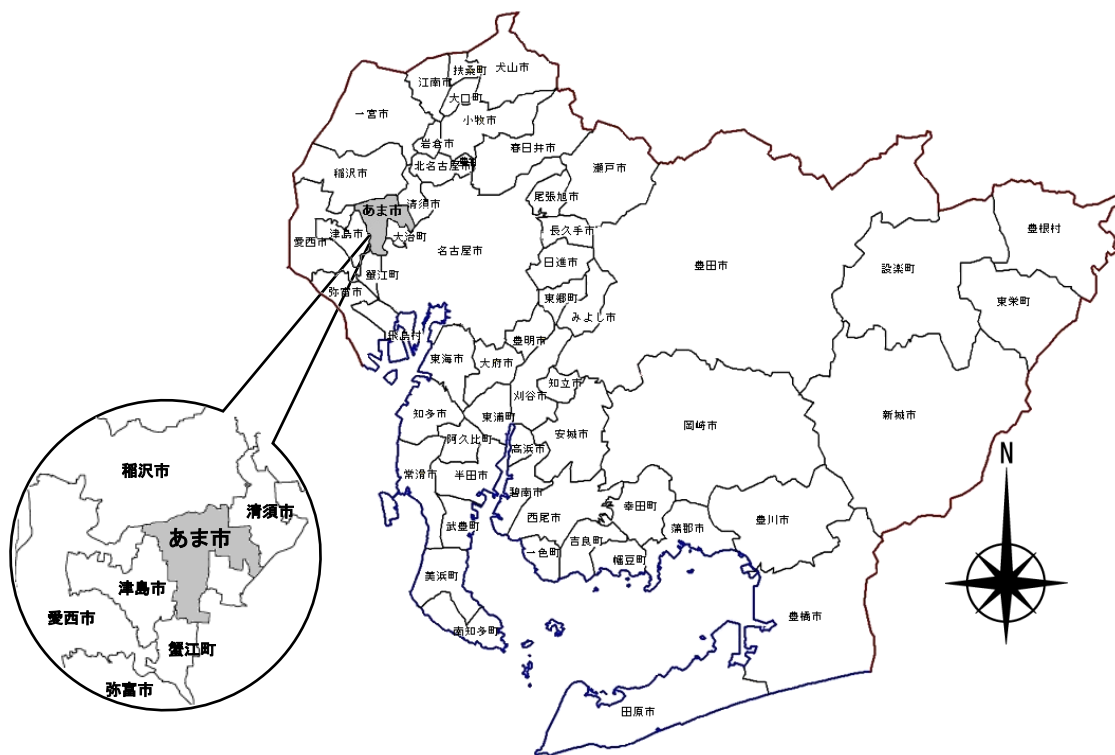 犬山市
扶桑町
江南市
大口町
一宮市
小牧市
岩倉市
春日井市
北名古屋市
瀬戸市
稲沢市
尾張旭市
清須市
あま市
豊根村
津島市
大治町
長久手市
愛西市
名古屋市
日進市
豊田市
設楽町
蟹江町
弥富市
東郷町
東栄町
みよし市
飛島村
豊明市
東海市
大府市
知立市
刈谷市
知多市
東浦町
新城市
岡崎市
阿久比町
高浜市
安城市
常滑市
半田市
碧南市
幸田町
西尾市
豊川市
武豊町
蒲郡市
吉良町
一色町
幡豆町
美浜町
豊橋市
南知多町
田原市
N
稲沢市
清須市
あま市
津島市
愛西市
蟹江町
弥富市